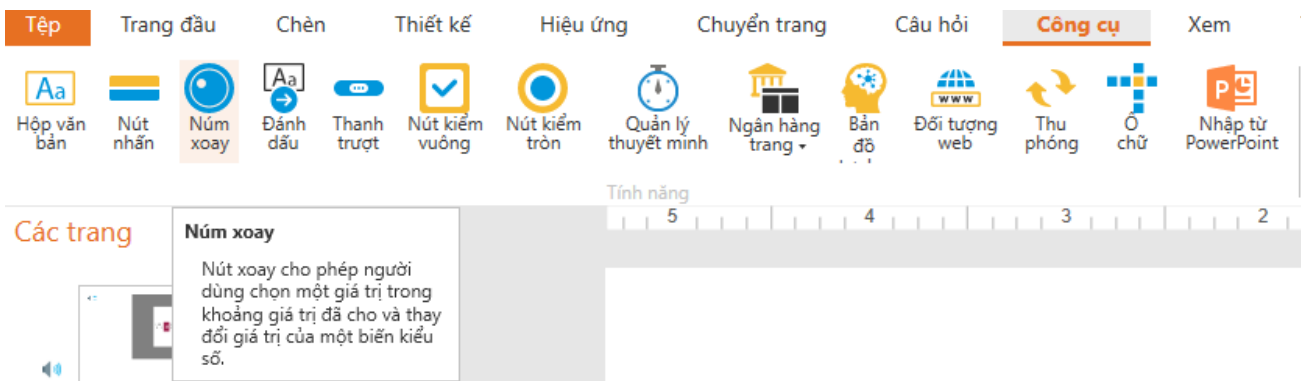 Tệp Trang đầu Chèn Thiết kế Hiệu ứng Chuyển trang Câu hỏi Công cụ Xem
Aa Aa WWW P
Hộp văn bản
Nút nhấn
Núm xoay
Đánh dấu
Thanh trượt
Nút kiểm vuông
Nút kiểm tròn
Quản lý thuyết minh
Ngân hàng trang
Bản đồ
Đối tượng web
Thu phóng
Ô chữ
Nhập từ PowerPoint
Tính năng
5 4 3 2
Các trang
Núm xoay
Nút xoay cho phép người
dùng chọn một giá trị trong
khoảng giá trị đã cho và thay
đổi giá trị của một biến kiểu
số.